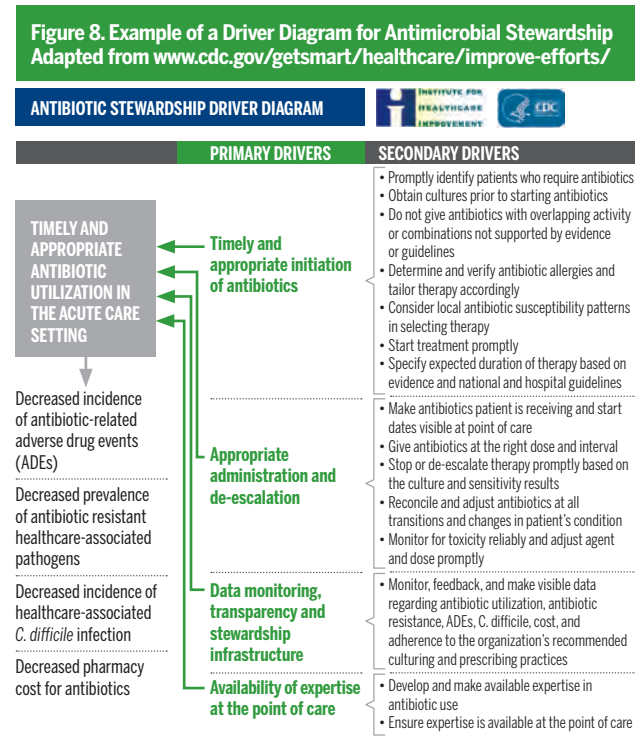 Figure 8. Example of a Driver Diagram for Antimicrobial Stewardship
Adapted from www.cdc.gov/getsmart/healthcare/improve-efforts/
ANTIBIOTIC STEWARDSHIP DRIVER DIAGRAM
INSTITUTE FOR
HEALTHCARE
IMPROVEMENT
CDC
PRIMARY DRIVERS
SECONDARY DRIVERS
TIMELY AND
APPROPRIATE
ANTIBIOTIC
UTILIZATION IN
THE ACUTE CARE
SETTING
Decreased incidence
of antibiotic-related
adverse drug events
(ADEs)
Decreased prevalence
of antibiotic resistant
healthcare-associated
pathogens
Decreased incidence of
healthcare-associated
C. difficile infection
Decreased pharmacy
cost for antibiotics
Timely and
appropriate initiation
of antibiotics
• Promptly identify patients who require antibiotics
• Obtain cultures prior to starting antibiotics
• Do not give antibiotics with overlapping activity
or combinations not supported by evidence
or guidelines
• Determine and verify antibiotic allergies and
tailor therapy accordingly
• Consider local antibiotic susceptibility patterns
in selecting therapy
• Start treatment promptly
• Specify expected duration of therapy based on
evidence and national and hospital guidelines
Appropriate
administration and
de-escalation
• Make antibiotics patient is receiving and start
dates visible at point of care
• Give antibiotics at the right dose and interval
• Stop or de-escalate therapy promptly based on
the culture and sensitivity results
• Reconcile and adjust antibiotics at all
transitions and changes in patient's condition
• Monitor for toxicity reliably and adjust agent
and dose promptly
Data monitoring,
transparency and
stewardship
infrastructure
• Monitor, feedback, and make visible data
regarding antibiotic utilization, antibiotic
resistance, ADEs, C. difficile, cost, and
adherence to the organization's recommended
culturing and prescribing practices
Availability of expertise
at the point of care
• Develop and make available expertise in
antibiotic use
• Ensure expertise is available at the point of care